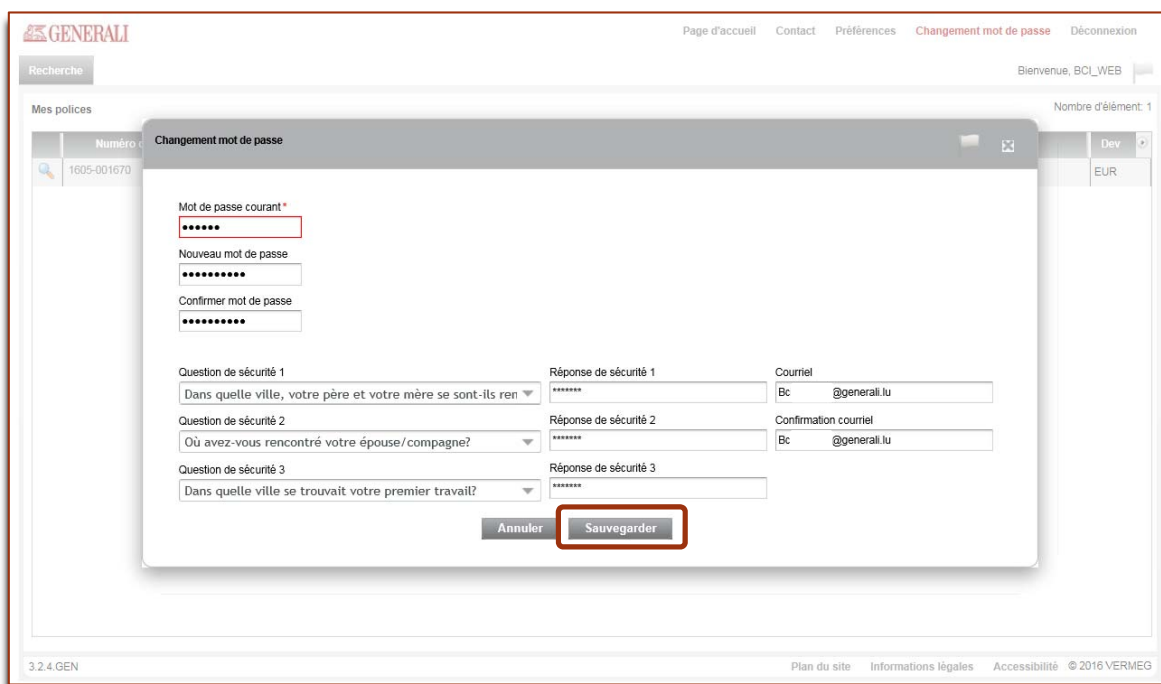 GENERALI
Page d'accueil Contact Préférences Changement mot de passe Déconnexion
Recherche
Bienvenue, BCI_WEB
Mes polices
Nombre d'élément: 1
Numéro
Dev
1605-001670
EUR
Changement mot de passe
Mot de passe courant*
••••••
Nouveau mot de passe
••••••••••
Confirmer mot de passe
••••••••••
Question de sécurité 1 Réponse de sécurité 1 Courriel
Dans quelle ville, votre père et votre mère se sont-ils ren ******* Bc @generali.lu
Question de sécurité 2 Réponse de sécurité 2 Confirmation courriel
Où avez-vous rencontré votre épouse/compagne? ******* Bc @generali.lu
Question de sécurité 3 Réponse de sécurité 3
Dans quelle ville se trouvait votre premier travail? *******
Annuler Sauvegarder
3.2.4.GEN
Plan du site Informations légales Accessibilité © 2016 VERMEG